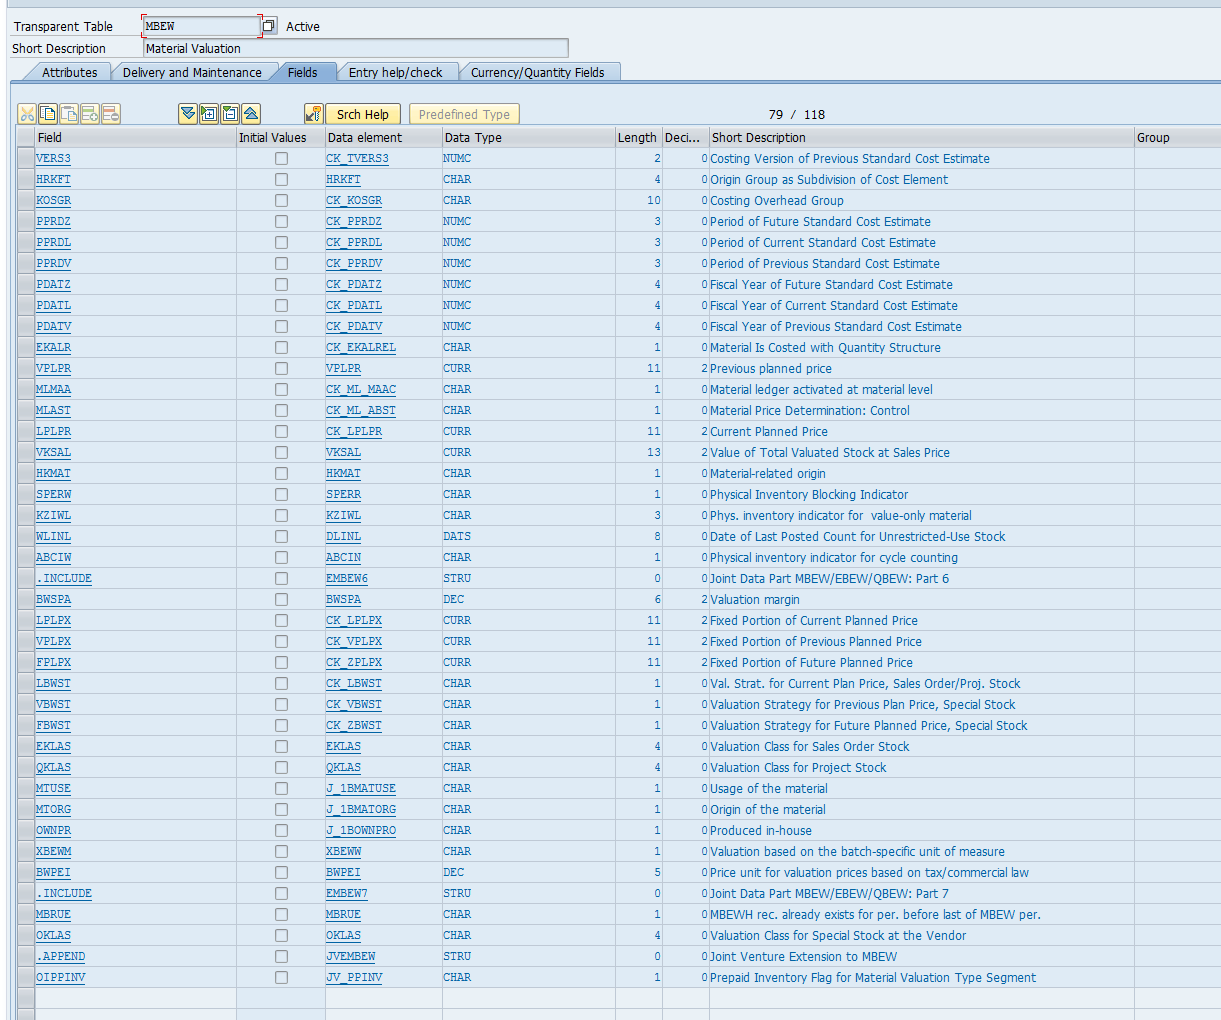 Transparent Table MBEW Active
Short Description Material Valuation
Attributes Delivery and Maintenance Fields Entry help/check Currency/Quantity Fields
Srch Help Predefined Type 79 / 118
Field Initial Values Data element Data Type Length Deci... Short Description Group
VERS3 CK_TVERS3 NUMC 2 0 Costing Version of Previous Standard Cost Estimate
HRKFT HRKFT CHAR 4 0 Origin Group as Subdivision of Cost Element
KOSGR CK_KOSGR CHAR 10 0 Costing Overhead Group
PPRDZ CK_PPRDZ NUMC 3 0 Period of Future Standard Cost Estimate
PPRDL CK_PPRDL NUMC 3 0 Period of Current Standard Cost Estimate
PPRDV CK_PPRDV NUMC 3 0 Period of Previous Standard Cost Estimate
PDATZ CK_PDATZ NUMC 4 0 Fiscal Year of Future Standard Cost Estimate
PDATL CK_PDATL NUMC 4 0 Fiscal Year of Current Standard Cost Estimate
PDATV CK_PDATV NUMC 4 0 Fiscal Year of Previous Standard Cost Estimate
EKALR CK_EKALREL CHAR 1 0 Material Is Costed with Quantity Structure
VPLPR VPLPR CURR 11 2 Previous planned price
MLMAA CK_ML_MAAC CHAR 1 0 Material ledger activated at material level
MLAST CK_ML_ABST CHAR 1 0 Material Price Determination: Control
LPLPR CK_LPLPR CURR 11 2 Current Planned Price
VKSAL VKSAL CURR 13 2 Value of Total Valuated Stock at Sales Price
HKMAT HKMAT CHAR 1 0 Material-related origin
SPERW SPERR CHAR 1 0 Physical Inventory Blocking Indicator
KZIWL KZIWL CHAR 3 0 Phys. inventory indicator for value-only material
WLINL DLINL DATS 8 0 Date of Last Posted Count for Unrestricted-Use Stock
ABCIW ABCIN CHAR 1 0 Physical inventory indicator for cycle counting
.INCLUDE EMBEW6 STRU 0 0 Joint Data Part MBEW/EBEW/QBEW: Part 6
BWSPA BWSPA DEC 6 2 Valuation margin
LPLPX CK_LPLPX CURR 11 2 Fixed Portion of Current Planned Price
VPLPX CK_VPLPX CURR 11 2 Fixed Portion of Previous Planned Price
FPLPX CK_ZPLPX CURR 11 2 Fixed Portion of Future Planned Price
LBWST CK_LBWST CHAR 1 0 Val. Strat. for Current Plan Price, Sales Order/Proj. Stock
VBWST CK_VBWST CHAR 1 0 Valuation Strategy for Previous Plan Price, Special Stock
FBWST CK_ZBWST CHAR 1 0 Valuation Strategy for Future Planned Price, Special Stock
EKLAS EKLAS CHAR 4 0 Valuation Class for Sales Order Stock
QKLAS QKLAS CHAR 4 0 Valuation Class for Project Stock
MTUSE J_1BMATUSE CHAR 1 0 Usage of the material
MTORG J_1BMATORG CHAR 1 0 Origin of the material
OWNPR J_1BOWNPRO CHAR 1 0 Produced in-house
XBEWM XBEWW CHAR 1 0 Valuation based on the batch-specific unit of measure
BWPEI BWPEI DEC 5 0 Price unit for valuation prices based on tax/commercial law
.INCLUDE EMBEW7 STRU 0 0 Joint Data Part MBEW/EBEW/QBEW: Part 7
MBRUE MBRUE CHAR 1 0 MBEWH rec. already exists for per. before last of MBEW per.
OKLAS OKLAS CHAR 4 0 Valuation Class for Special Stock at the Vendor
.APPEND JVEMBEW STRU 0 0 Joint Venture Extension to MBEW
OIPPINV JV_PPINV CHAR 1 0 Prepaid Inventory Flag for Material Valuation Type Segment